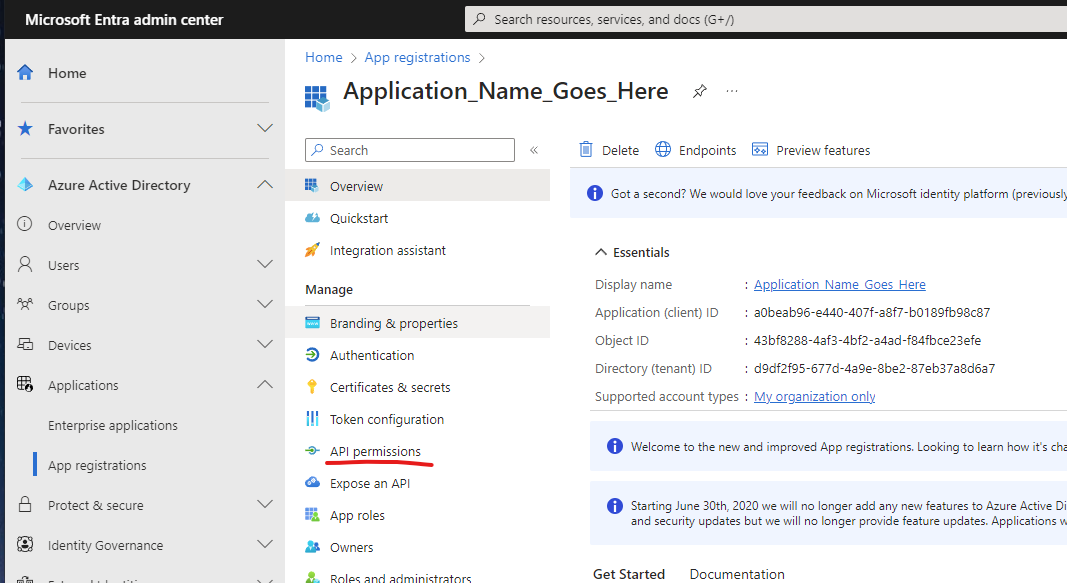 Microsoft Entra admin center
Search resources, services, and docs (G+/)
Home
Favorites
Azure Active Directory
Overview
Users
Groups
Devices
Applications
Enterprise applications
App registrations
Protect & secure
Identity Governance
Home > App registrations >
Application_Name_Goes_Here
...
Search
«
Overview
Quickstart
Integration assistant
Manage
Branding & properties
Authentication
Certificates & secrets
Token configuration
API permissions
Expose an API
App roles
Owners
Roles and administrators
Delete
Endpoints
Preview features
Got a second? We would love your feedback on Microsoft identity platform (previously
Essentials
Display name : Application_Name_Goes_Here
Application (client) ID : a0beab96-e440-407f-a8f7-b0189fb98c87
Object ID : 43bf8288-4af3-4bf2-a4ad-f84fbce23efe
Directory (tenant) ID : d9df2f95-677d-4a9e-8be2-87eb37a8d6a7
Supported account types : My organization only
Welcome to the new and improved App registrations. Looking to learn how it's cha
Starting June 30th, 2020 we will no longer add any new features to Azure Active Di
and security updates but we will no longer provide feature updates. Applications w
Get Started
Documentation